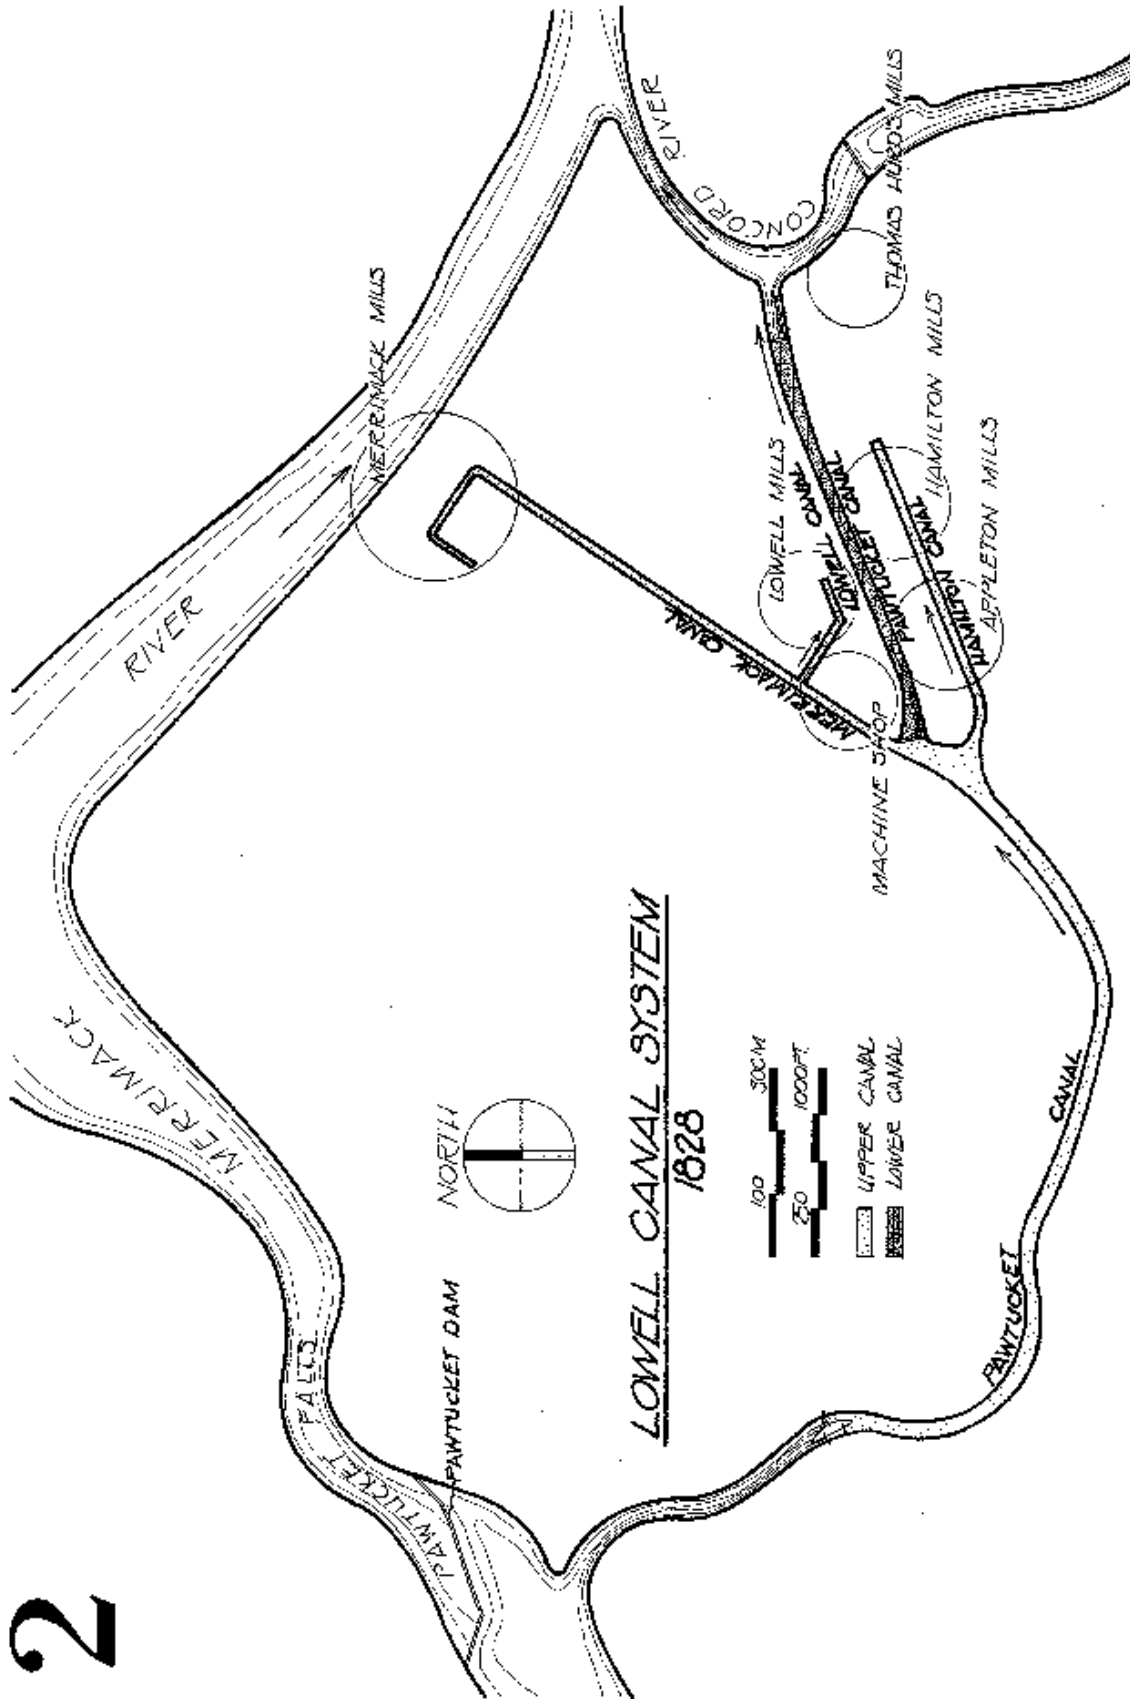 2
MERRIMACK
RIVER
PAWTUCKET FALLS
PAWTUCKET DAM
NORTH
MERRIMACK MILLS
CONCORD
RIVER
LOWELL CANAL SYSTEM
1828
100 300M
250 1000FT.
UPPER CANAL
LOWER CANAL
MERRIMACK CANAL
MERRIMACK
LOWELL MILLS
LOWELL CANAL
PAWTUCKET CANAL
HAMILTON CANAL
HAMILTON MILLS
APPLETON MILLS
MACHINE SHOP
THOMAS HURDS MILLS
PAWTUCKET
CANAL